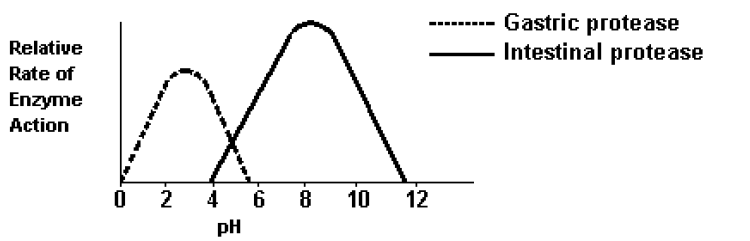 Gastric protease
Intestinal protease
Relative
Rate of
Enzyme
Action
0 2 4 6 8 10 12
pH